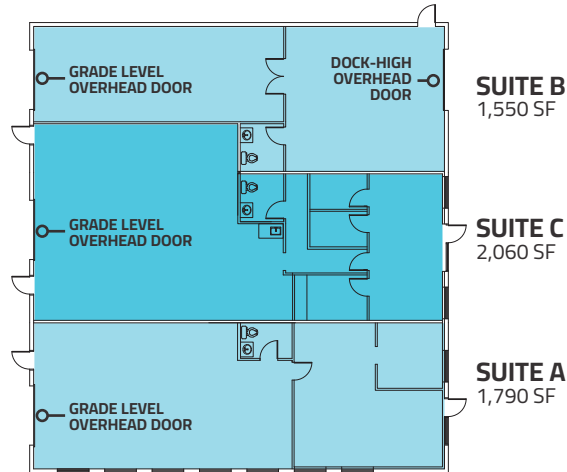 GRADE LEVEL
OVERHEAD DOOR
DOCK-HIGH
OVERHEAD
DOOR
SUITE B
1,550 SF
GRADE LEVEL
OVERHEAD DOOR
SUITE C
2,060 SF
GRADE LEVEL
OVERHEAD DOOR
SUITE A
1,790 SF